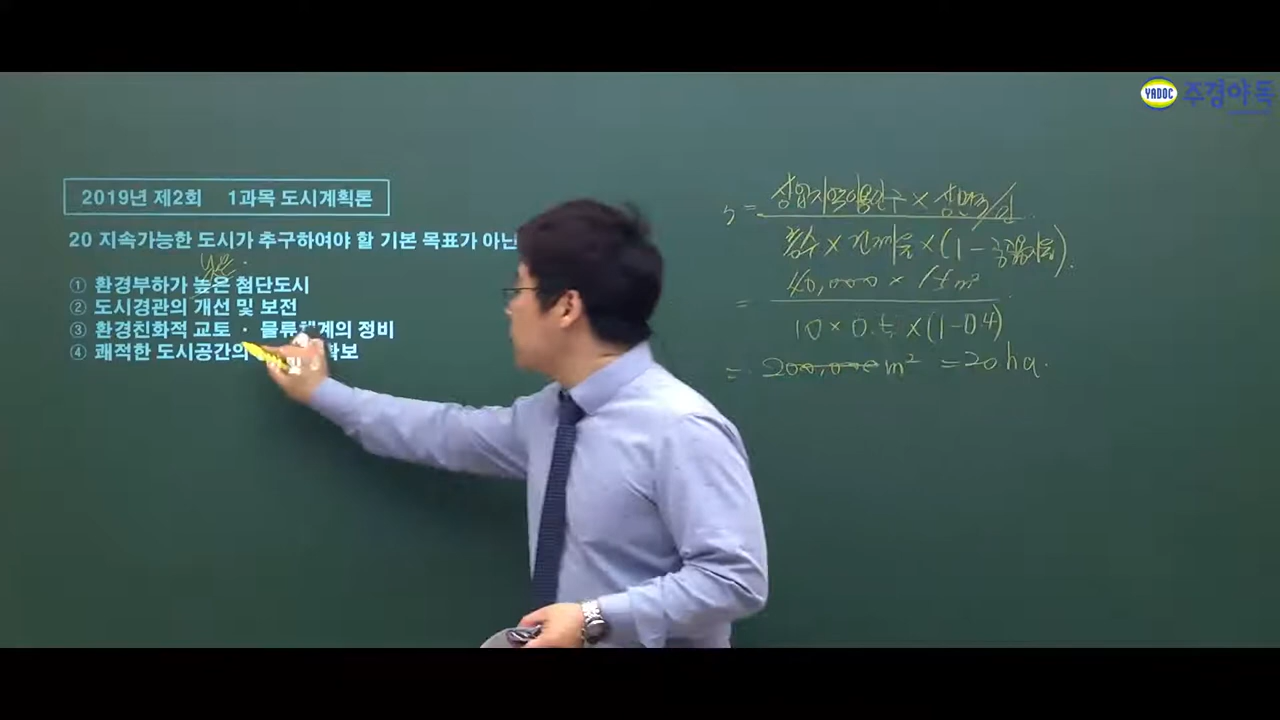 YADOC 주경야독
2019년 제2회 1과목 도시계획론
20 지속가능한 도시가 추구하여야 할 기본 목표가 아닌
낮은
① 환경부하가 높은 첨단도시
② 도시경관의 개선 및 보전
③ 환경친화적 교토 · 물류체계의 정비
④ 쾌적한 도시공간의 확보
= 상업지역이용인구 ×
층수 × 건폐율 × (1 - 공공용지율)
= 40,000 × 15m²
10 × 0.5 × (1-0.4)
= 200,000 m² = 20ha.